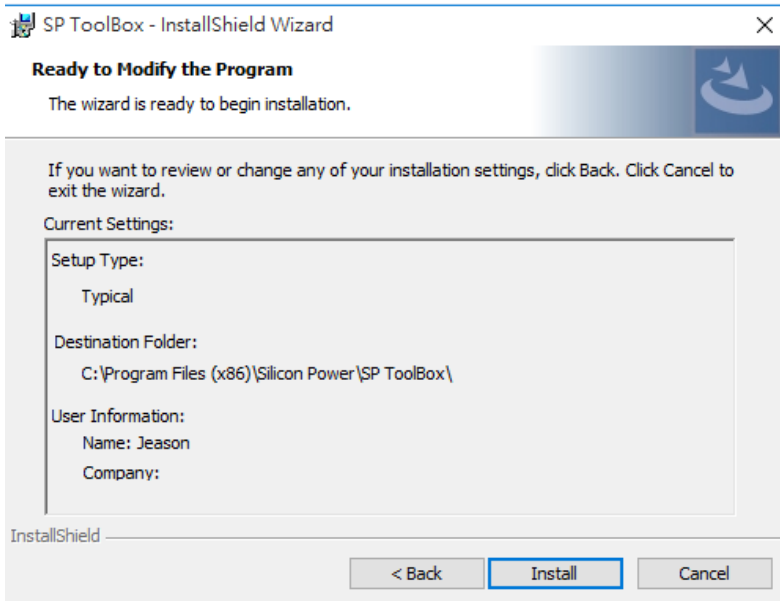 SP ToolBox - InstallShield Wizard
Ready to Modify the Program
The wizard is ready to begin installation.
If you want to review or change any of your installation settings, click Back. Click Cancel to
exit the wizard.
Current Settings:
Setup Type:
Typical
Destination Folder:
C:\Program Files (x86)\Silicon Power\SP ToolBox\
User Information:
Name: Jeason
Company:
InstallShield
< Back
Install
Cancel